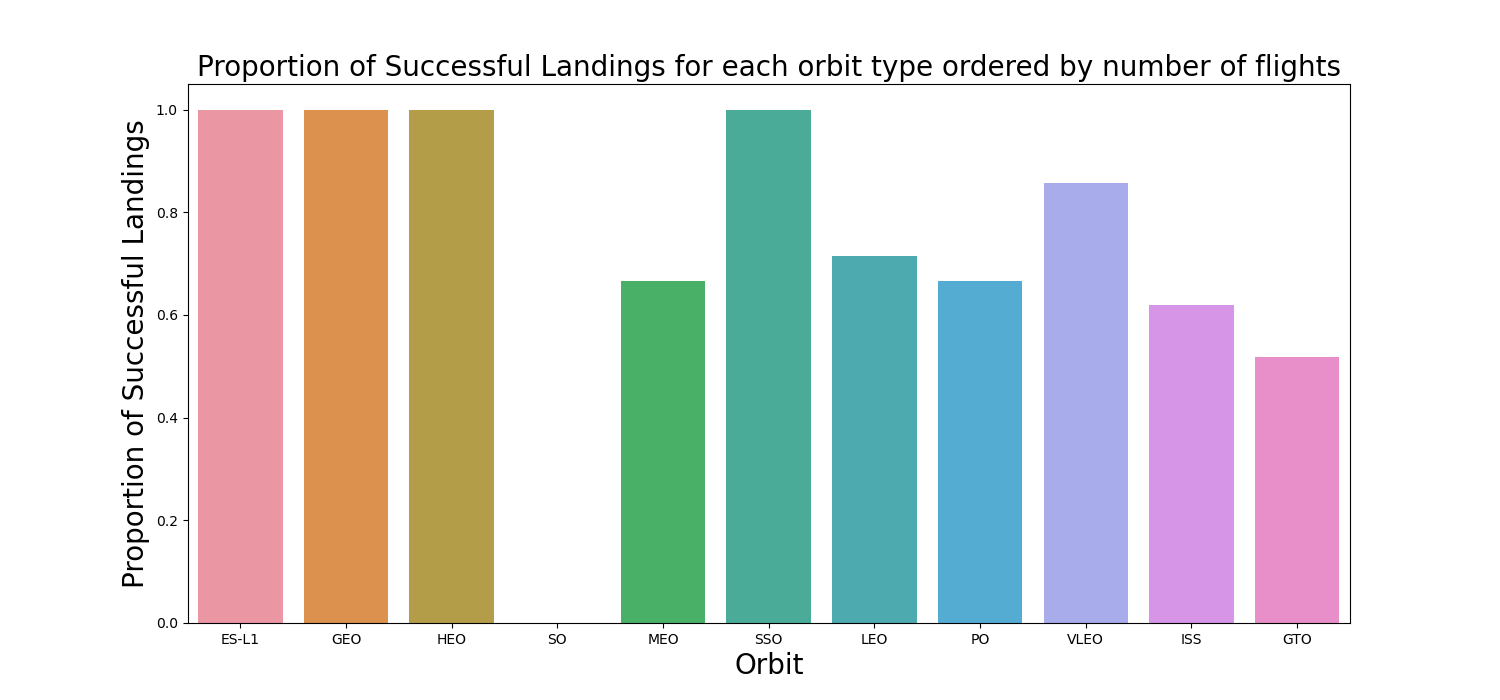 Proportion of Successful Landings for each orbit type ordered by number of flights
Proportion of Successful Landings
1.0
0.8
0.6
0.4
0.2
0.0
ES-L1 GEO HEO SO MEO SSO LEO PO VLEO ISS GTO
Orbit